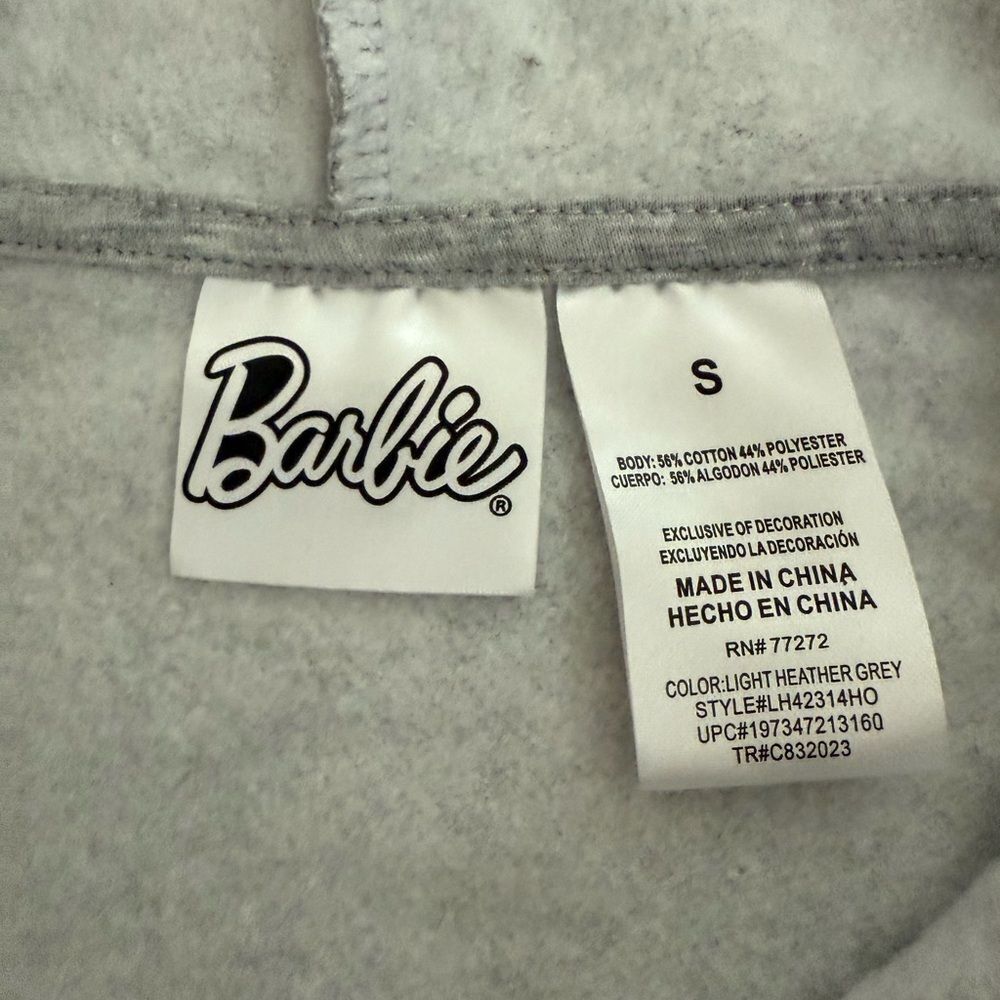 Barbie®
S
BODY: 56% COTTON 44% POLYESTER
CUERPO: 56% ALGODON 44% POLIESTER
EXCLUSIVE OF DECORATION
EXCLUYENDO LA DECORACIÓN
MADE IN CHINA
HECHO EN CHINA
RN# 77272
COLOR:LIGHT HEATHER GREY
STYLE#LH42314HO
UPC#197347213160
TR#C832023